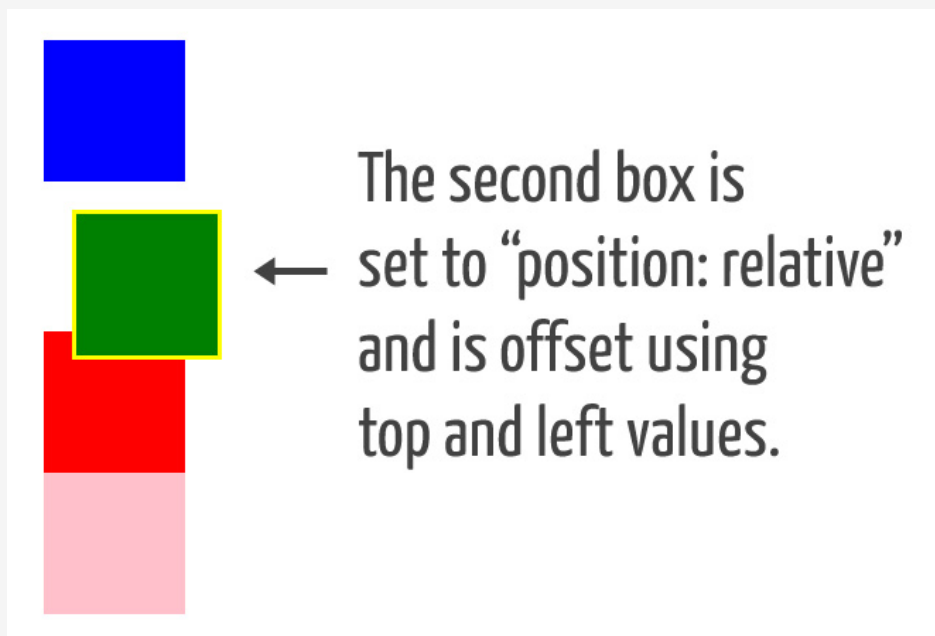 The second box is
set to “position: relative”
and is offset using
top and left values.